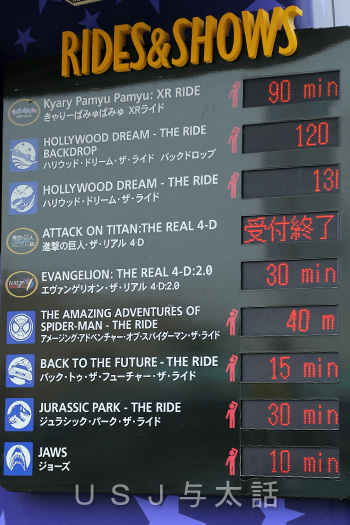 RIDES&SHOWS
Kyary Pamyu Pamyu: XR RIDE
きゃりーぱみゅぱみゅ XRライド
90 min
HOLLYWOOD DREAM - THE RIDE
BACKDROP
ハリウッド・ドリーム・ザ・ライド バックドロップ
120
HOLLYWOOD DREAM - THE RIDE
ハリウッド・ドリーム・ザ・ライド
ATTACK ON TITAN:THE REAL 4-D
進撃の巨人・ザ・リアル 4-D
受付終了
EVANGELION: THE REAL 4-D:2.0
エヴァンゲリオン・ザ・リアル 4-D:2.0
30 min
THE AMAZING ADVENTURES OF
SPIDER-MAN - THE RIDE
アメージング・アドベンチャー・オブ・スパイダーマン・ザ・ライド
40 m
BACK TO THE FUTURE - THE RIDE
バック・トゥ・ザ・フューチャー・ザ・ライド
15 min
JURASSIC PARK - THE RIDE
ジュラシック・パーク・ザ・ライド
30 min
JAWS
ジョーズ
10 min
USJ与太話